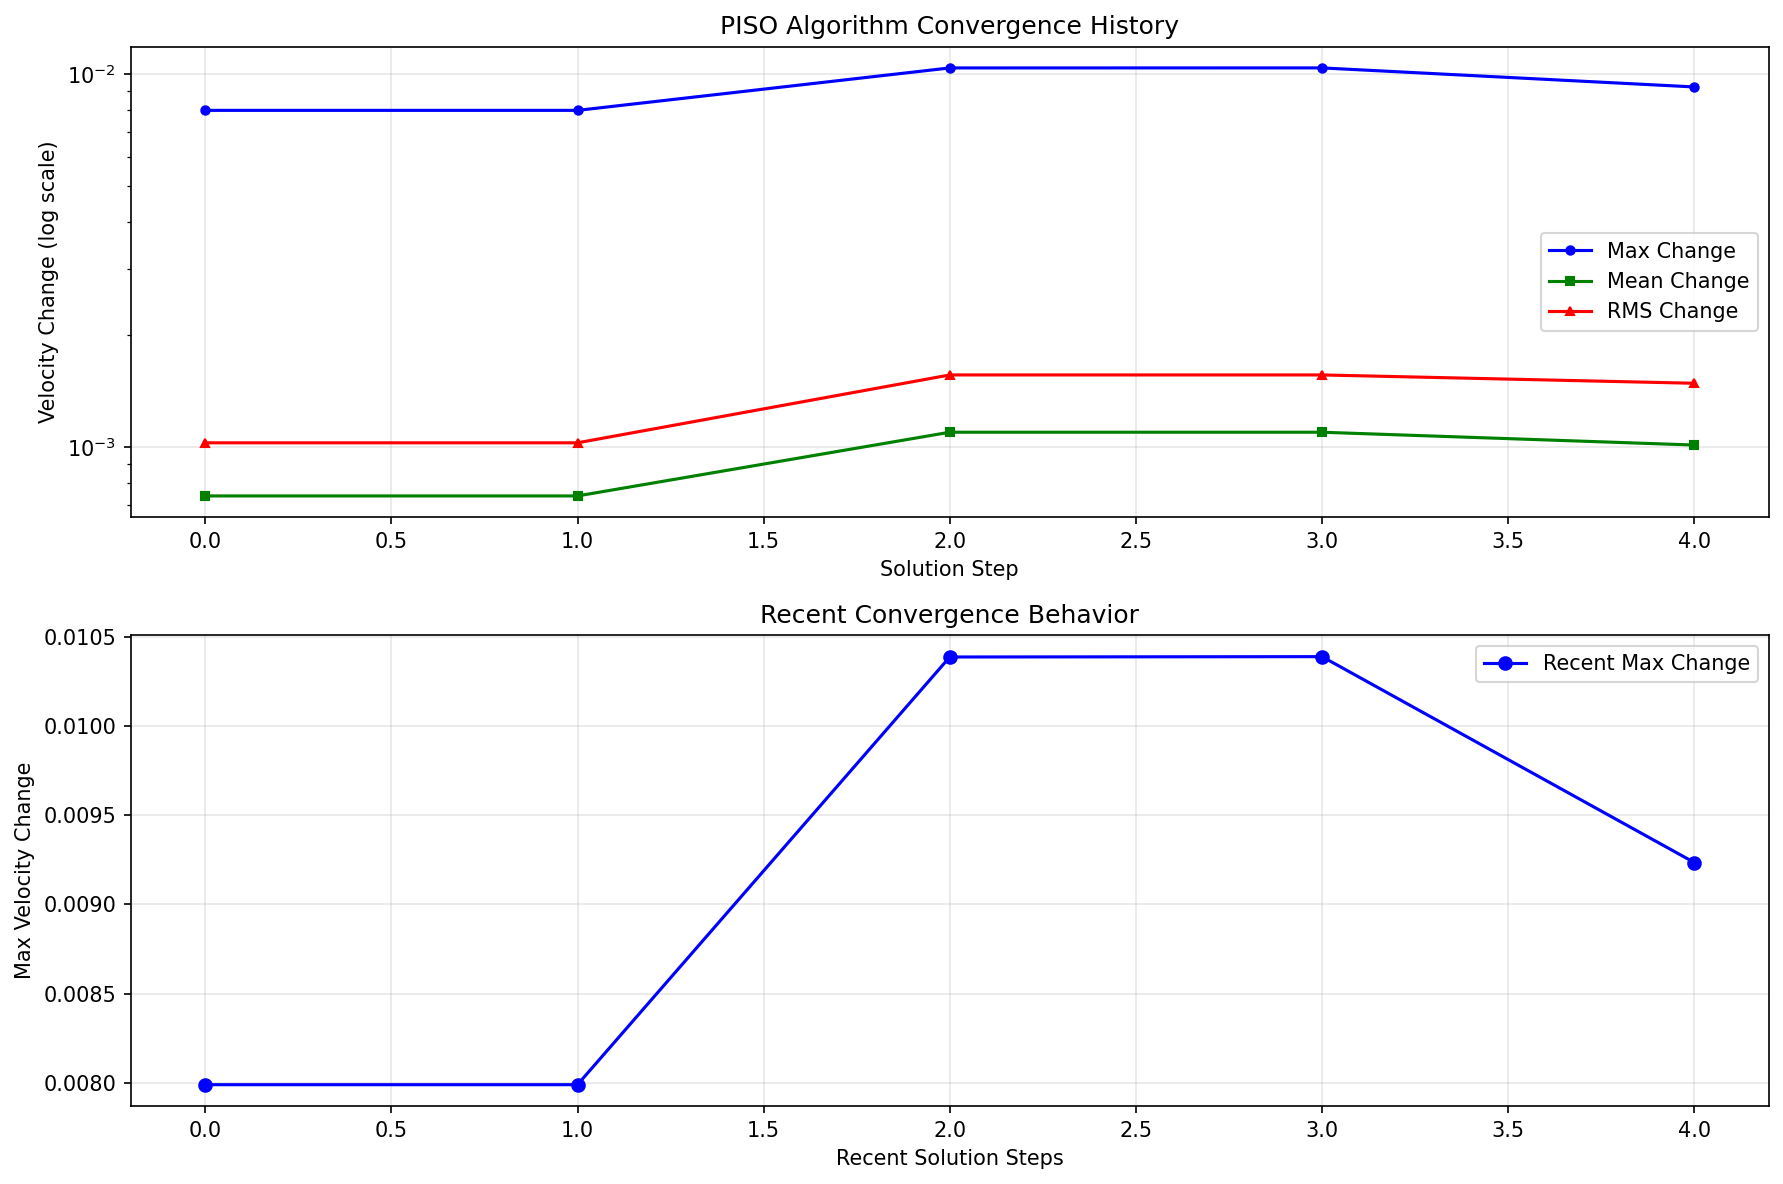 PISO Algorithm Convergence History
Velocity Change (log scale)
10⁻²
10⁻³
Max Change
Mean Change
RMS Change
0.0 0.5 1.0 1.5 2.0 2.5 3.0 3.5 4.0
Solution Step
Recent Convergence Behavior
Max Velocity Change
0.0105
0.0100
0.0095
0.0090
0.0085
0.0080
Recent Max Change
0.0 0.5 1.0 1.5 2.0 2.5 3.0 3.5 4.0
Recent Solution Steps